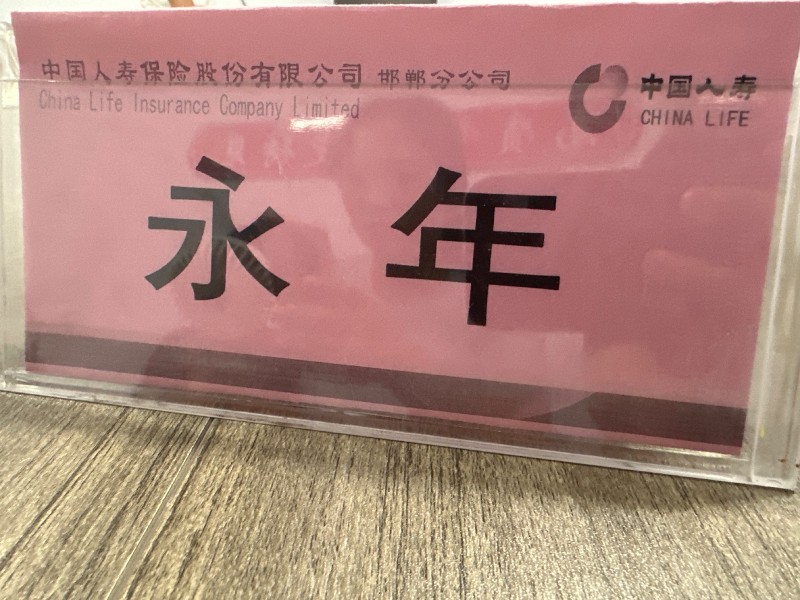 中国人寿保险股份有限公司 邯郸分公司
China Life Insurance Company Limited
中国人寿
CHINA LIFE
永年